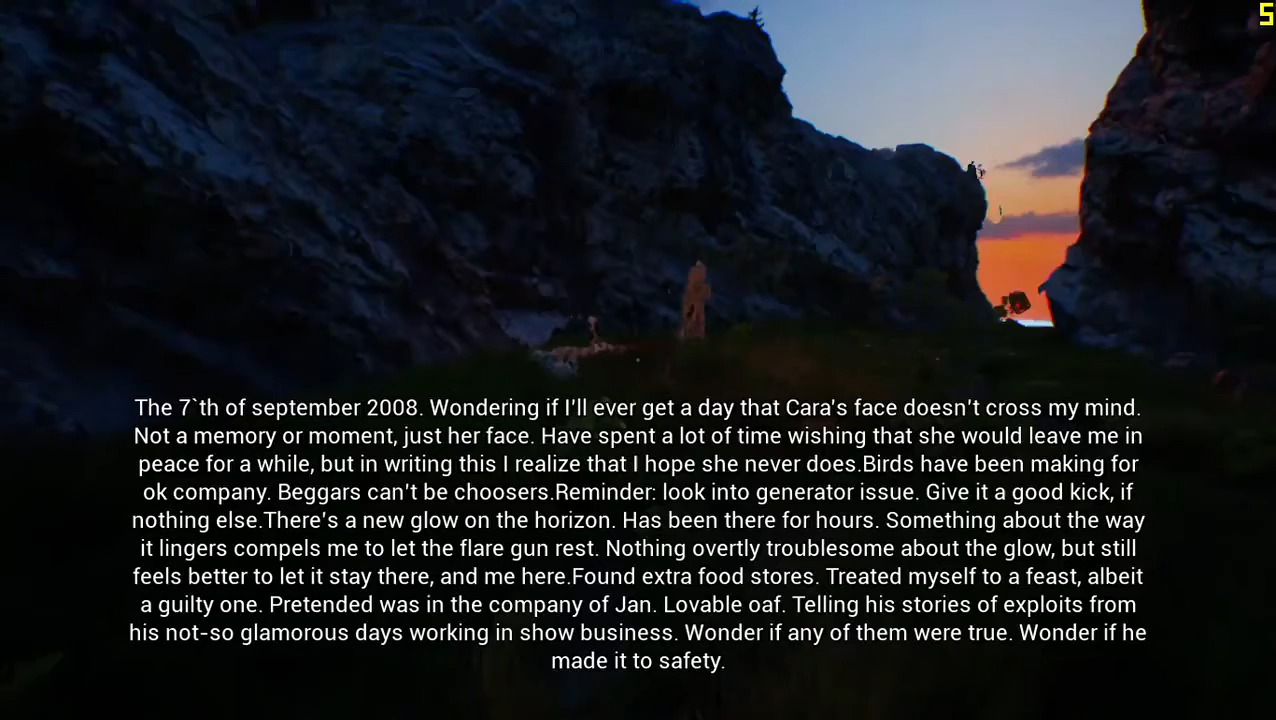 5
The 7`th of september 2008. Wondering if I'll ever get a day that Cara's face doesn't cross my mind.
Not a memory or moment, just her face. Have spent a lot of time wishing that she would leave me in
peace for a while, but in writing this I realize that I hope she never does.Birds have been making for
ok company. Beggars can't be choosers.Reminder: look into generator issue. Give it a good kick, if
nothing else.There's a new glow on the horizon. Has been there for hours. Something about the way
it lingers compels me to let the flare gun rest. Nothing overtly troublesome about the glow, but still
feels better to let it stay there, and me here.Found extra food stores. Treated myself to a feast, albeit
a guilty one. Pretended was in the company of Jan. Lovable oaf. Telling his stories of exploits from
his not-so glamorous days working in show business. Wonder if any of them were true. Wonder if he
made it to safety.